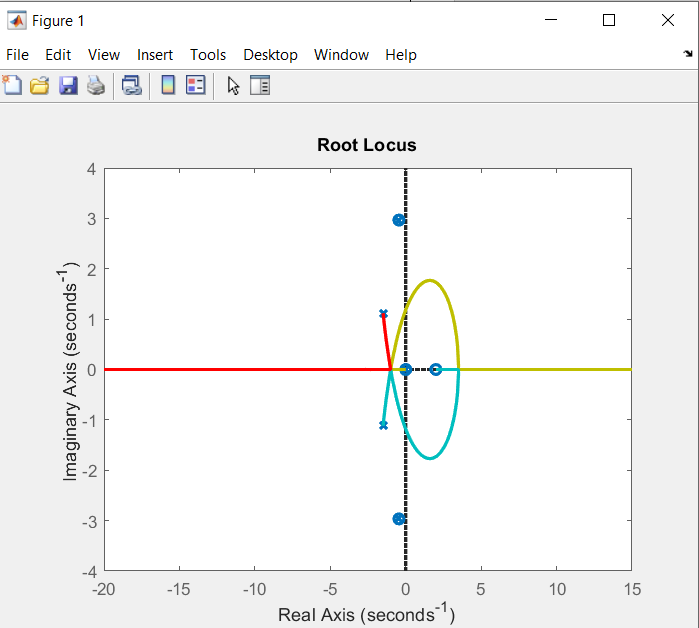 Figure 1
File Edit View Insert Tools Desktop Window Help
Root Locus
4
3
2
1
0
-1
-2
-3
-4
Imaginary Axis (seconds⁻¹)
-20 -15 -10 -5 0 5 10 15
Real Axis (seconds⁻¹)